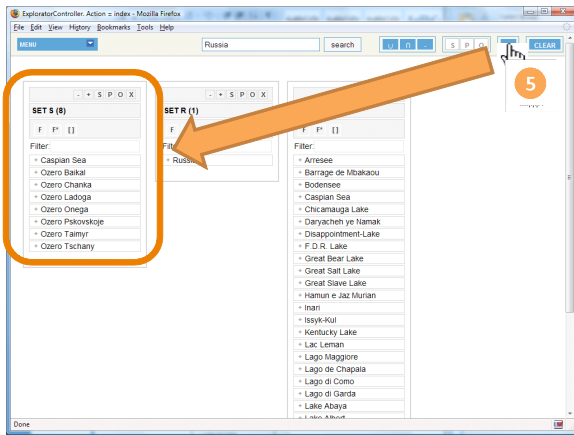 ExploratorController. Action = index - Mozilla Firefox
File Edit View History Bookmarks Tools Help
MENU Russia search U ∩ - S P O CLEAR
5
- + S P O X
SET S (8)
F F* []
Filter:
Caspian Sea
Ozero Baikal
Ozero Chanka
Ozero Ladoga
Ozero Onega
Ozero Pskovskoje
Ozero Taimyr
Ozero Tschany
- + S P O X
SET R (1)
F
Filter:
Filter:
F F* []
Arresee
Barrage de Mbakaou
Bodensee
Caspian Sea
Chicamauga Lake
Daryacheh ye Namak
Disappointment-Lake
F.D.R. Lake
Great Bear Lake
Great Salt Lake
Great Slave Lake
Hamun e Jaz Murian
Inari
Issyk-Kul
Kentucky Lake
Lac Leman
Lago Maggiore
Lago de Chapala
Lago di Como
Lago di Garda
Lake Abaya
Lake Albert
Done